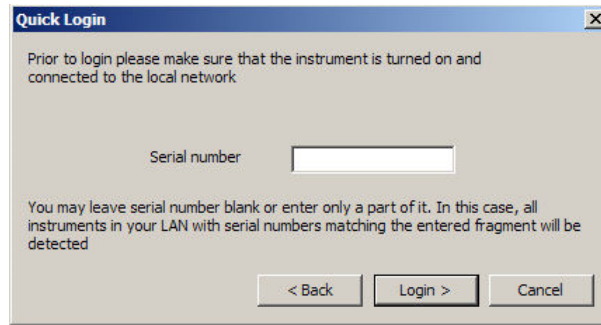 Quick Login
Prior to login please make sure that the instrument is turned on and
connected to the local network
Serial number
You may leave serial number blank or enter only a part of it. In this case, all
instruments in your LAN with serial numbers matching the entered fragment will be
detected
< Back Login > Cancel